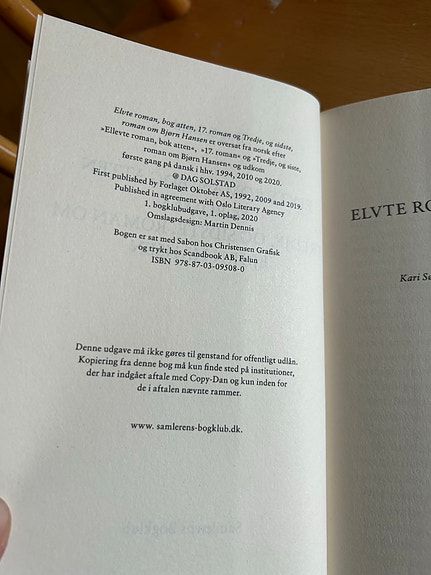 Elvte roman, bog atten, 17. roman og Tredje, og sidste,
roman om Bjørn Hansen er oversat fra norsk efter
»Ellevte roman, bok atten«, »17. roman« og »Tredje, og siste,
roman om Bjørn Hansen« og udkom
første gang på dansk i hhv. 1994, 2010 og 2020.
@ DAG SOLSTAD
First published by Forlaget Oktober AS, 1992, 2009 and 2019.
Published in agreement with Oslo Literary Agency
1. bogklubudgave, 1. oplag, 2020
Omslagsdesign: Martin Dennis
Bogen er sat med Sabon hos Christensen Grafisk
og trykt hos Scandbook AB, Falun
ISBN 978-87-03-09508-0
Denne udgave må ikke gøres til genstand for offentligt udlån.
Kopiering fra denne bog må kun finde sted på institutioner,
der har indgået aftale med Copy-Dan og kun inden for
de i aftalen nævnte rammer.
www. samlerens-bogklub.dk.
Samlerens Bogklub
ELVTE RO
Kari